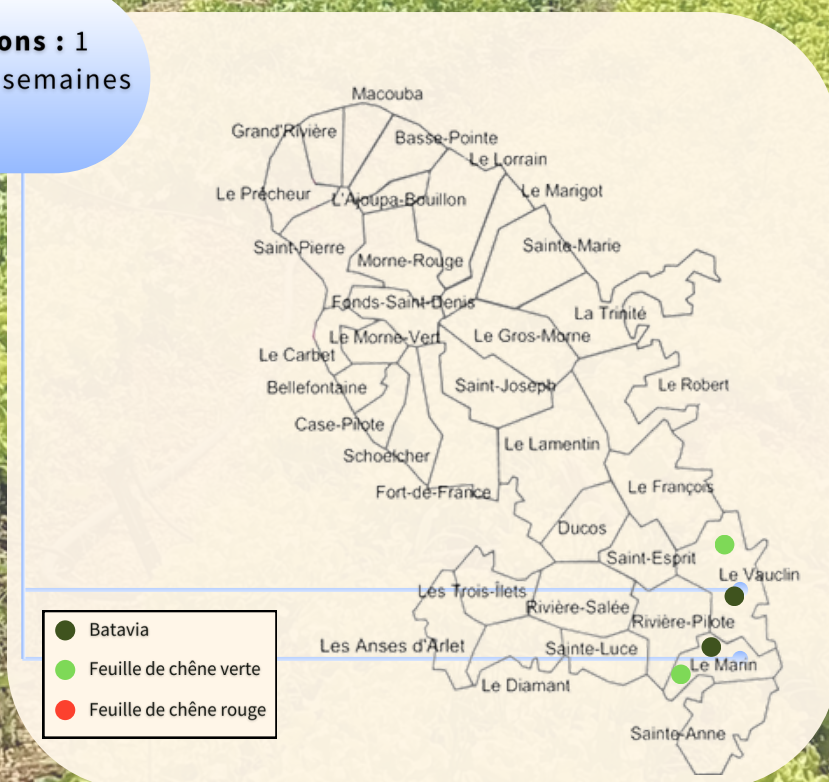 ons : 1
semaines
Macouba
Grand'Rivière
Basse-Pointe
Le Lorrain
Le Prêcheur
L'Ajoupa-Bouillon
Le Marigot
Saint-Pierre
Morne-Rouge
Sainte-Marie
Fonds-Saint-Denis
La Trinité
Le Morne-Vert
Le Gros-Morne
Le Carbet
Bellefontaine
Saint-Joseph
Le Robert
Case-Pilote
Le Lamentin
Schoelcher
Fort-de-France
Le François
Ducos
Saint-Esprit
Le Vauclin
Les Trois-Îlets
Rivière-Salée
Rivière-Pilote
Les Anses d'Arlet
Sainte-Luce
Le Marin
Le Diamant
Sainte-Anne
Batavia
Feuille de chêne verte
Feuille de chêne rouge